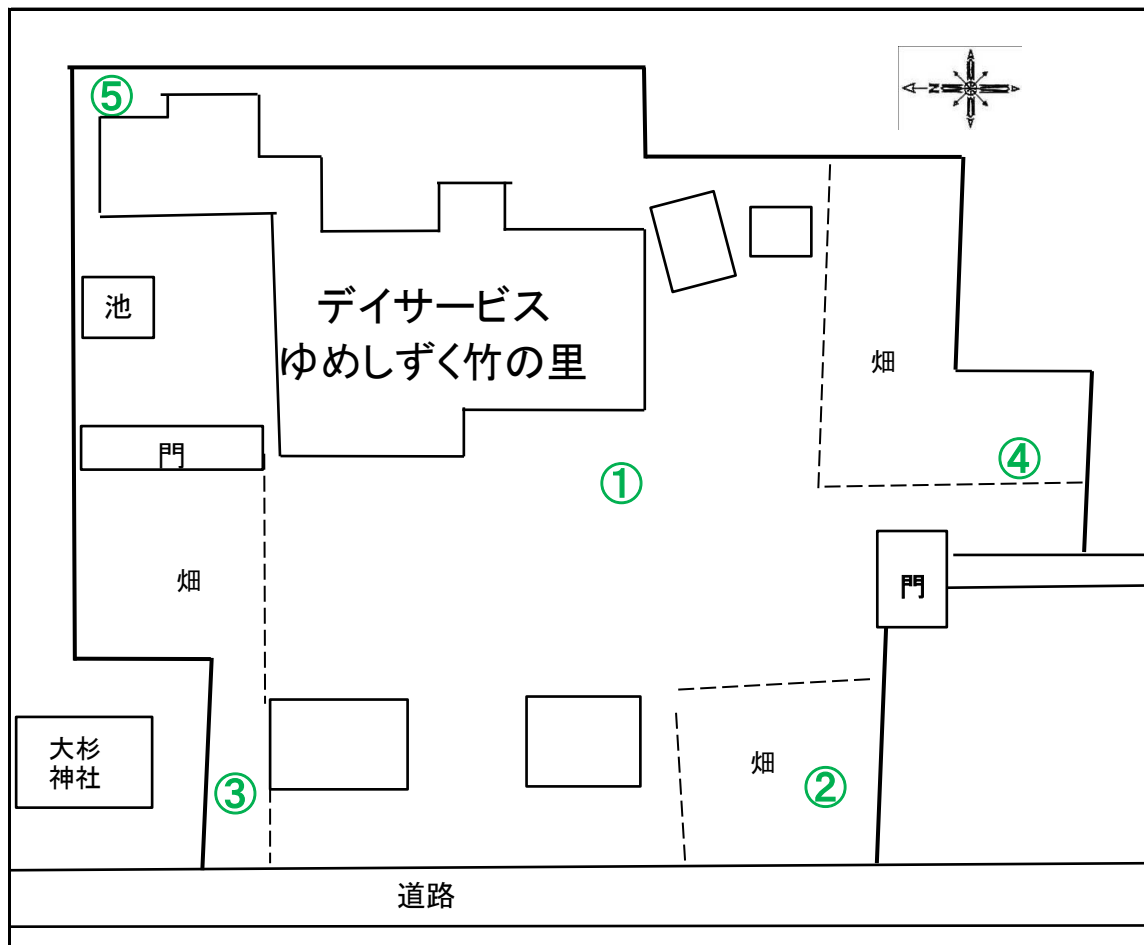 ⑤
N
池
デイサービス
ゆめしずく竹の里
畑
門
①
④
畑
門
大杉
神社
③
畑
②
道路